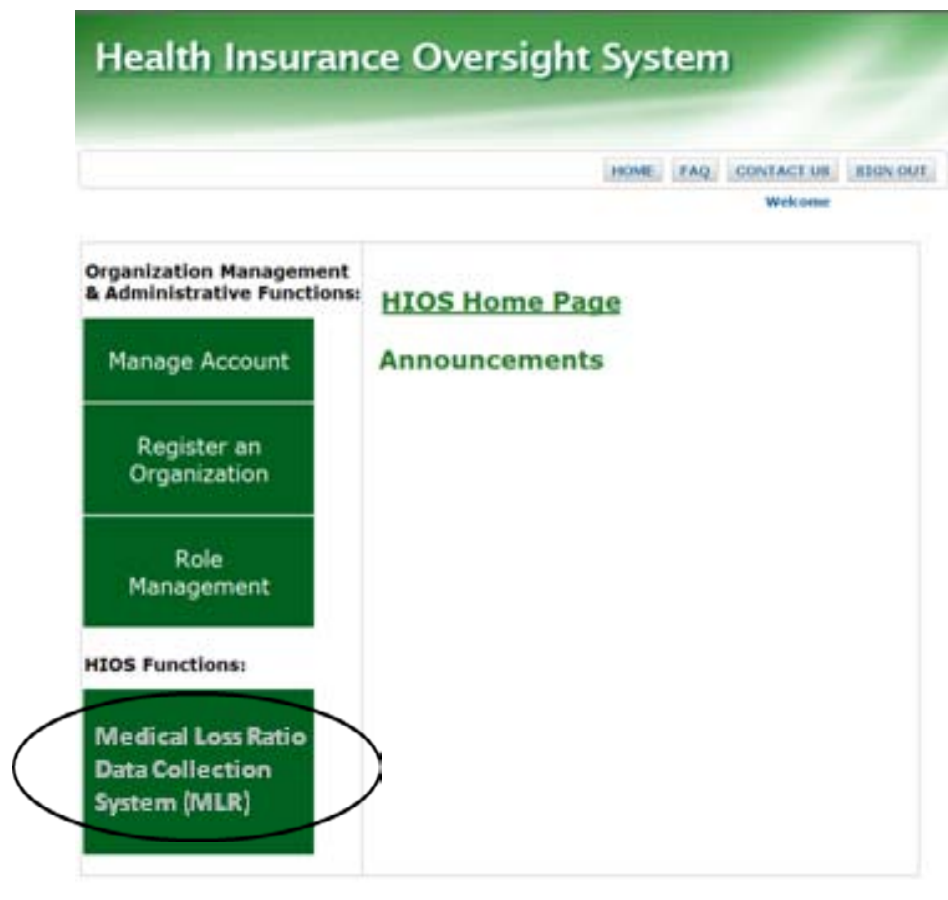 Health Insurance Oversight System
HOME FAQ CONTACT US SIGN OUT
Welcome
Organization Management
& Administrative Functions:
Manage Account
Register an
Organization
Role
Management
HIOS Functions:
Medical Loss Ratio
Data Collection
System (MLR)
HIOS Home Page
Announcements